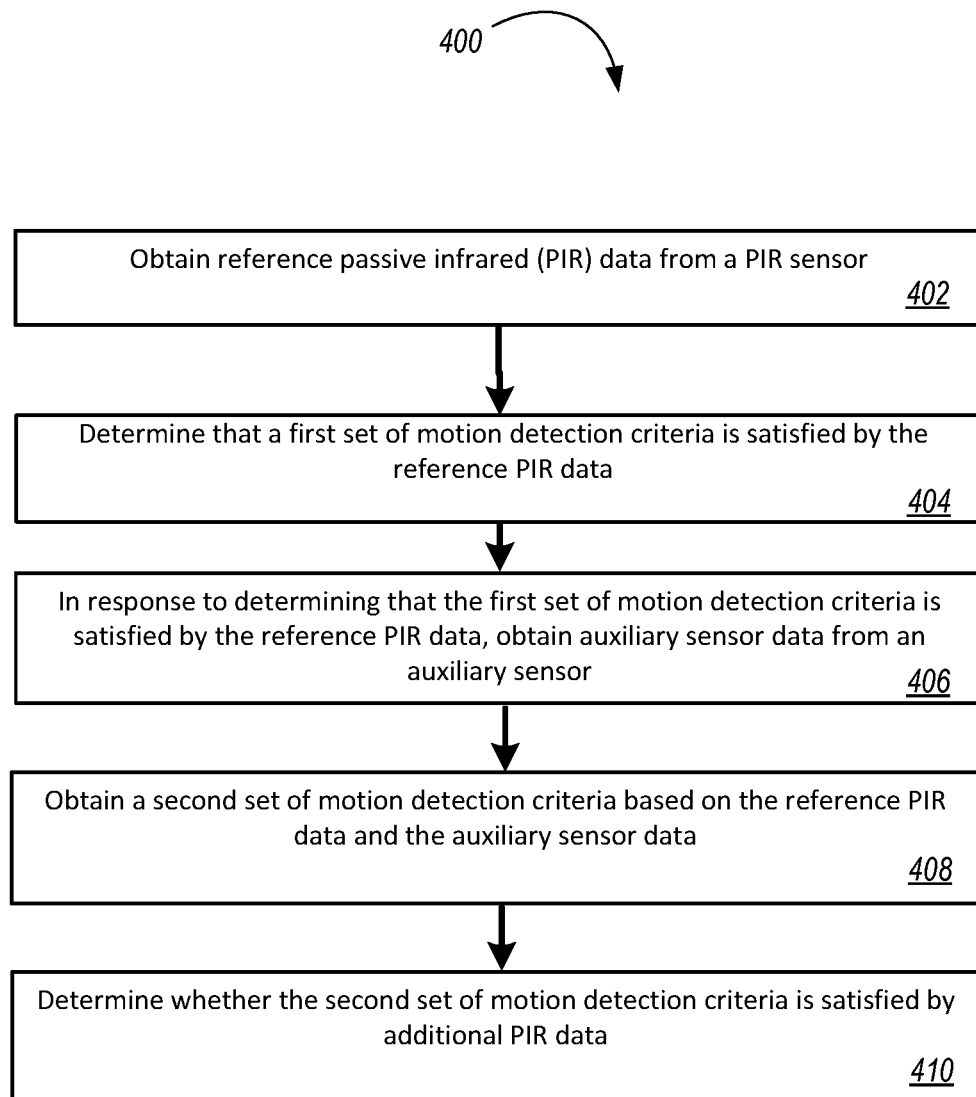 400
Obtain reference passive infrared (PIR) data from a PIR sensor
402
Determine that a first set of motion detection criteria is satisfied by the
reference PIR data
404
In response to determining that the first set of motion detection criteria is
satisfied by the reference PIR data, obtain auxiliary sensor data from an
auxiliary sensor
406
Obtain a second set of motion detection criteria based on the reference PIR
data and the auxiliary sensor data
408
Determine whether the second set of motion detection criteria is satisfied by
additional PIR data
410